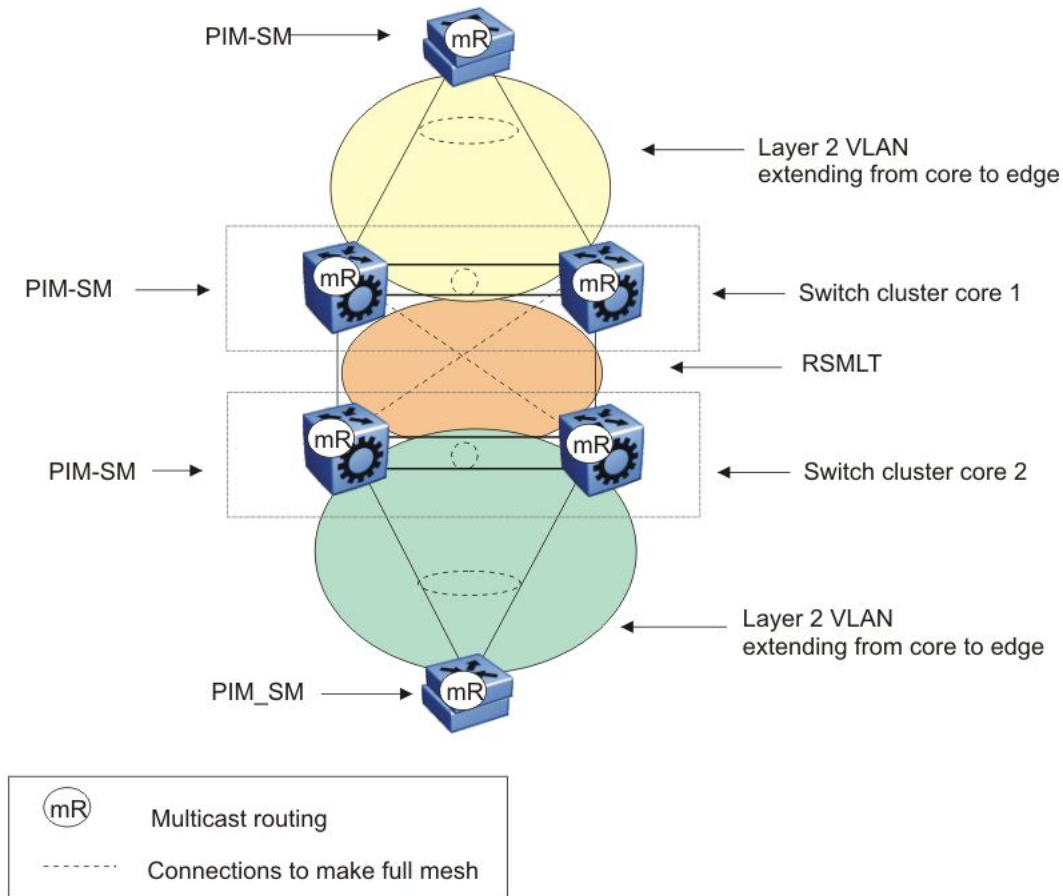 PIM-SM
mR
Layer 2 VLAN
extending from core to edge
PIM-SM
mR
mR
Switch cluster core 1
RSMLT
PIM-SM
mR
mR
Switch cluster core 2
Layer 2 VLAN
extending from core to edge
PIM_SM
mR
mR
Multicast routing
Connections to make full mesh